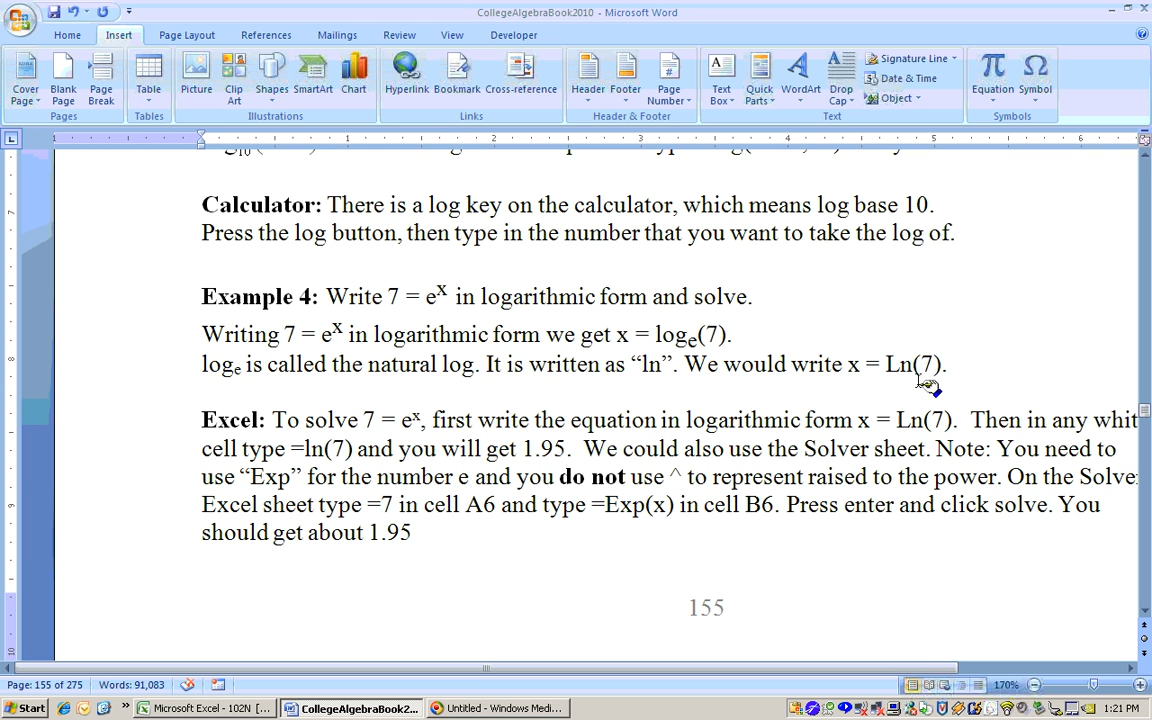 CollegeAlgebraBook2010 - Microsoft Word
Home Insert Page Layout References Mailings Review View Developer
Cover Page Blank Page Page Break Table Picture Clip Art Shapes SmartArt Chart Hyperlink Bookmark Cross-reference Header Footer Page Number Text Box Quick Parts WordArt Drop Cap Signature Line Date & Time Object Equation Symbol
Pages Tables Illustrations Links Header & Footer Text Symbols
1 1 2 3 4 5 6
Calculator: There is a log key on the calculator, which means log base 10.
Press the log button, then type in the number that you want to take the log of.
Example 4: Write 7 = e^x in logarithmic form and solve.
Writing 7 = e^x in logarithmic form we get x = log_e(7).
log_e is called the natural log. It is written as “ln”. We would write x = Ln(7).
Excel: To solve 7 = e^x, first write the equation in logarithmic form x = Ln(7). Then in any whit
cell type =ln(7) and you will get 1.95. We could also use the Solver sheet. Note: You need to
use “Exp” for the number e and you do not use ^ to represent raised to the power. On the Solve
Excel sheet type =7 in cell A6 and type =Exp(x) in cell B6. Press enter and click solve. You
should get about 1.95
155
Page: 155 of 275 Words: 91,083 170%
Start Microsoft Excel - 102N [... CollegeAlgebraBook2... Untitled - Windows Medi... 1:21 PM